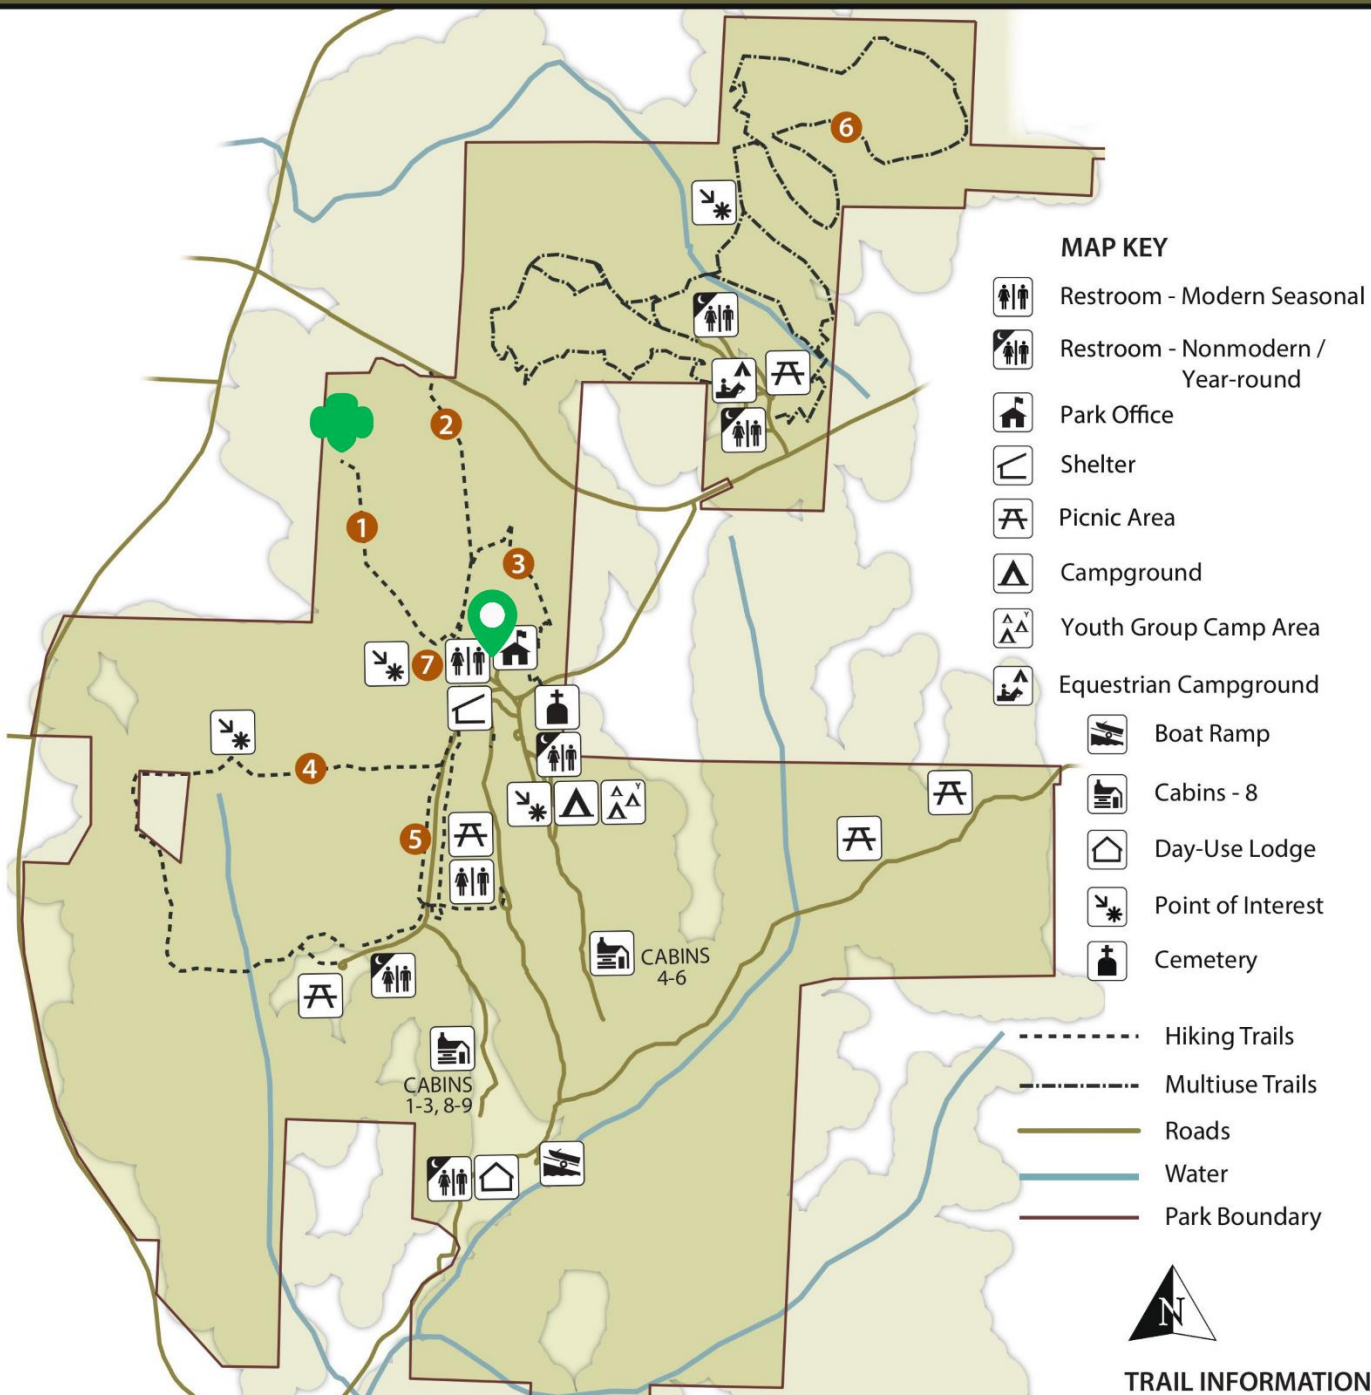 6
MAP KEY
Restroom - Modern Seasonal
Restroom - Nonmodern /
Year-round
Park Office
Shelter
Picnic Area
Campground
Y
Youth Group Camp Area
Equestrian Campground
Boat Ramp
Cabins - 8
Day-Use Lodge
Point of Interest
Cemetery
Hiking Trails
Multiuse Trails
Roads
Water
Park Boundary
N
TRAIL INFORMATION
2
1
3
7
4
Y
5
CABINS
4-6
CABINS
1-3, 8-9